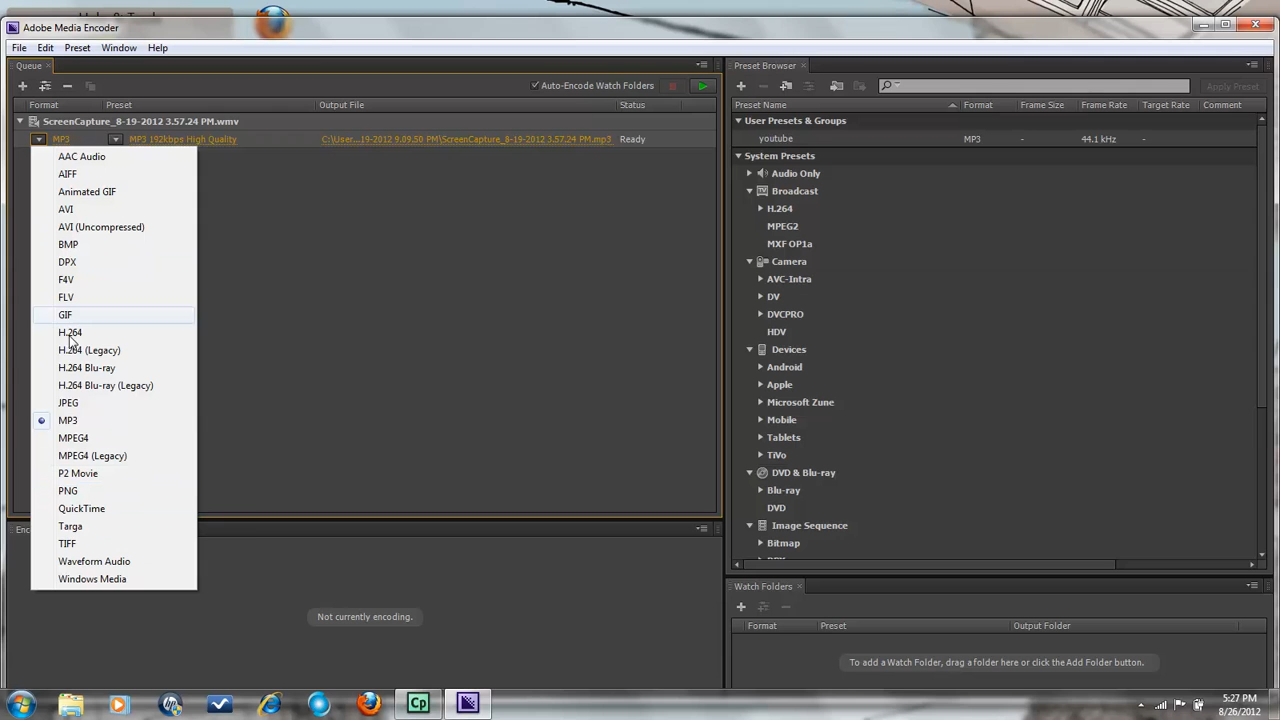 Adobe Media Encoder
File Edit Preset Window Help
Queue
Auto-Encode Watch Folders
Format Preset Output File Status
ScreenCapture_8-19-2012 3.57.24 PM.wmv
MP3 MP3 192kbps High Quality C:\User...19-2012 9.09.50 PM\ScreenCapture_8-19-2012 3.57.24 PM.mp3 Ready
AAC Audio
AIFF
Animated GIF
AVI
AVI (Uncompressed)
BMP
DPX
F4V
FLV
GIF
H.264
H.264 (Legacy)
H.264 Blu-ray
H.264 Blu-ray (Legacy)
JPEG
MP3
MPEG4
MPEG4 (Legacy)
P2 Movie
PNG
QuickTime
Targa
TIFF
Waveform Audio
Windows Media
Not currently encoding.
Preset Browser
Apply Preset
Preset Name Format Frame Size Frame Rate Target Rate Comment
User Presets & Groups
youtube MP3 - 44.1 kHz -
System Presets
Audio Only
Broadcast
H.264
MPEG2
MXF OP1a
Camera
AVC-Intra
DV
DVCPRO
HDV
Devices
Android
Apple
Microsoft Zune
Mobile
Tablets
TiVo
DVD & Blu-ray
Blu-ray
DVD
Image Sequence
Bitmap
Watch Folders
Format Preset Output Folder
To add a Watch Folder, drag a folder here or click the Add Folder button.
Cp
5:27 PM
8/26/2012